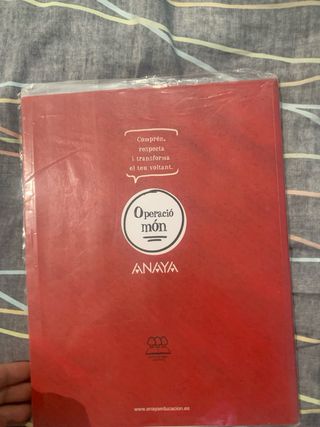 Comprén,
respecta
i transforma
el teu voltant.
Operació
món
ANAYA
www.anayaeducacion.es